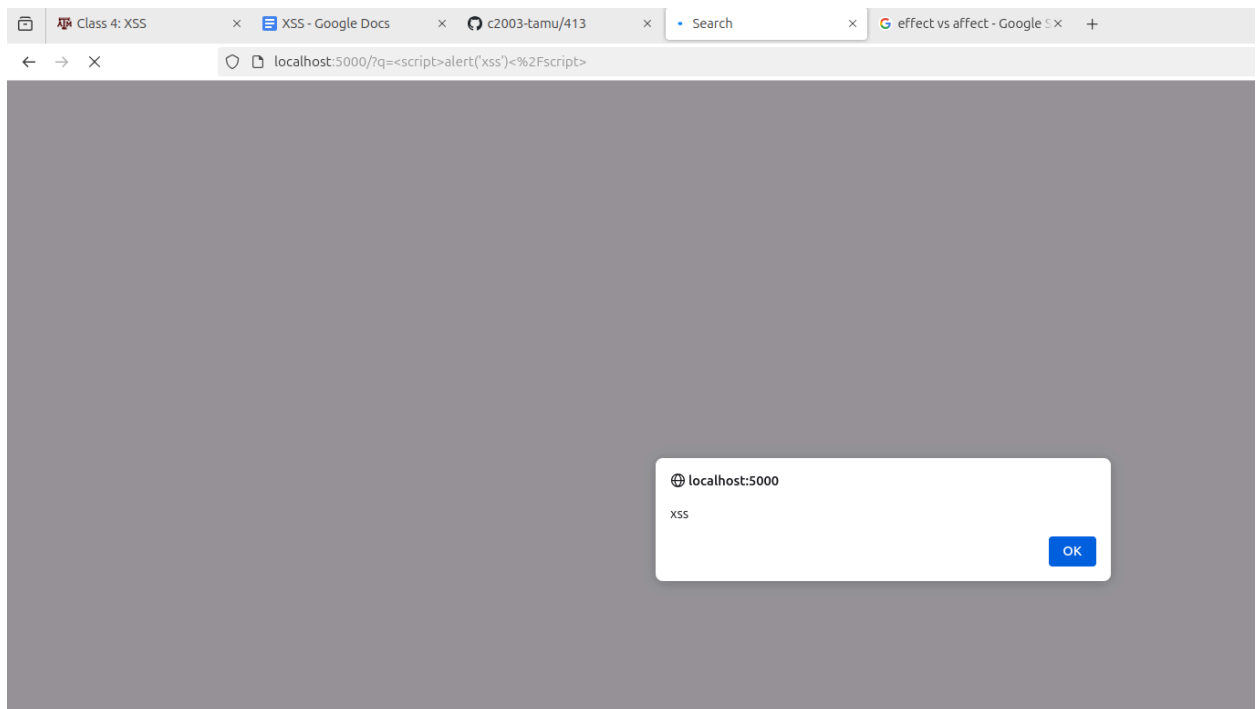 Class 4: XSS
XSS - Google Docs
c2003-tamu/413
Search
effect vs affect - Google S
localhost:5000/?q=<script>alert('xss')<%2Fscript>
localhost:5000
xss
OK